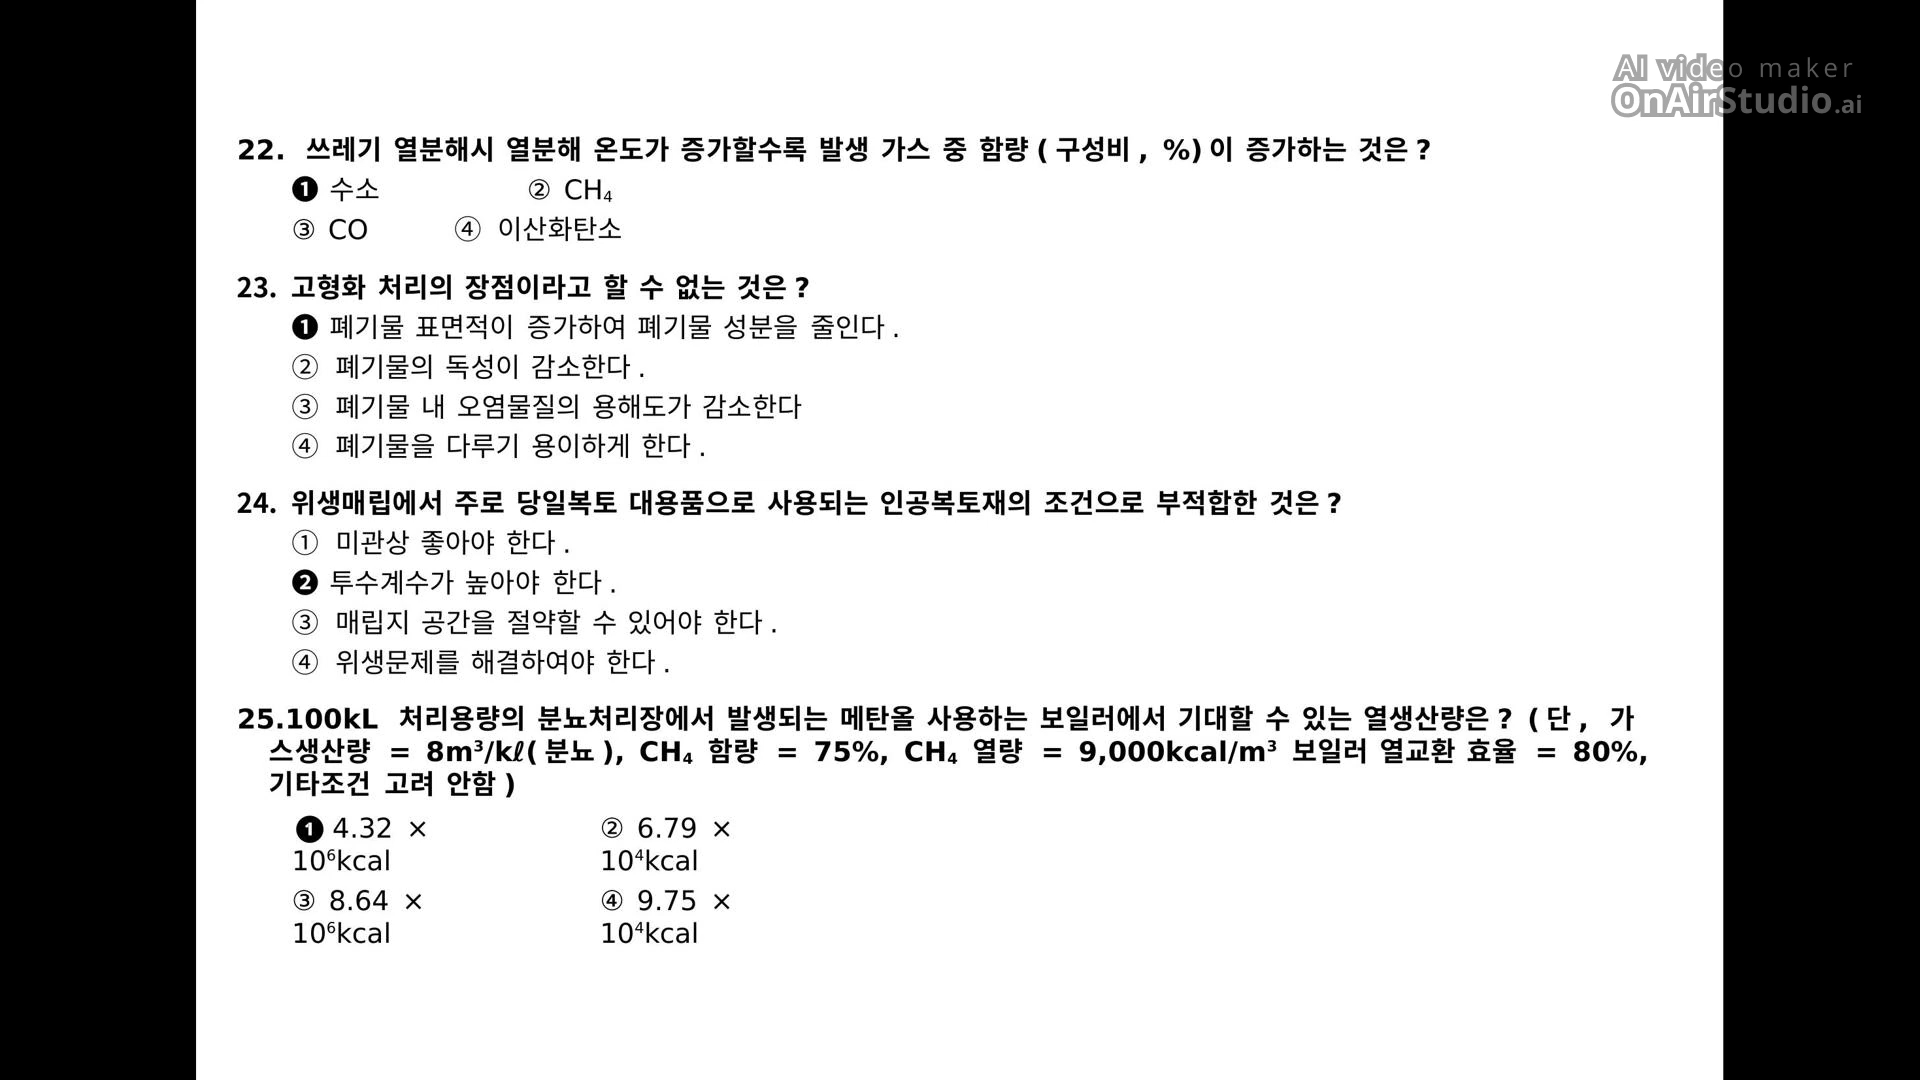 AI video maker
OnAirStudio.ai
22. 쓰레기 열분해시 열분해 온도가 증가할수록 발생 가스 중 함량 ( 구성비 , %) 이 증가하는 것은 ?
❶ 수소 ② CH₄
③ CO ④ 이산화탄소
23. 고형화 처리의 장점이라고 할 수 없는 것은 ?
❶ 폐기물 표면적이 증가하여 폐기물 성분을 줄인다 .
② 폐기물의 독성이 감소한다 .
③ 폐기물 내 오염물질의 용해도가 감소한다
④ 폐기물을 다루기 용이하게 한다 .
24. 위생매립에서 주로 당일복토 대용품으로 사용되는 인공복토재의 조건으로 부적합한 것은 ?
① 미관상 좋아야 한다 .
❷ 투수계수가 높아야 한다 .
③ 매립지 공간을 절약할 수 있어야 한다 .
④ 위생문제를 해결하여야 한다 .
25.100kL 처리용량의 분뇨처리장에서 발생되는 메탄올 사용하는 보일러에서 기대할 수 있는 열생산량은 ? ( 단 , 가
스생산량 = 8m³/kℓ( 분뇨 ), CH₄ 함량 = 75%, CH₄ 열량 = 9,000kcal/m³ 보일러 열교환 효율 = 80%,
기타조건 고려 안함 )
❶ 4.32 × ② 6.79 ×
10⁶kcal 10⁴kcal
③ 8.64 × ④ 9.75 ×
10⁶kcal 10⁴kcal